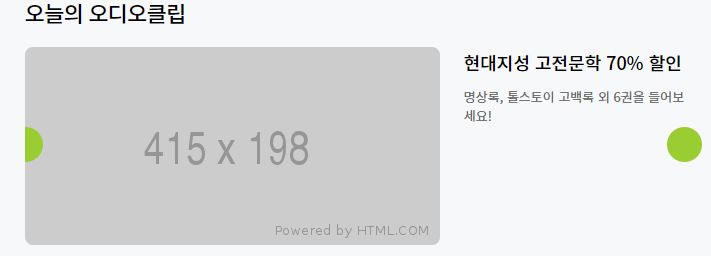 오늘의 오디오클립
415 x 198
Powered by HTML.COM
현대지성 고전문학 70% 할인
명상록, 톨스토이 고백록 외 6권을 들어보
세요!